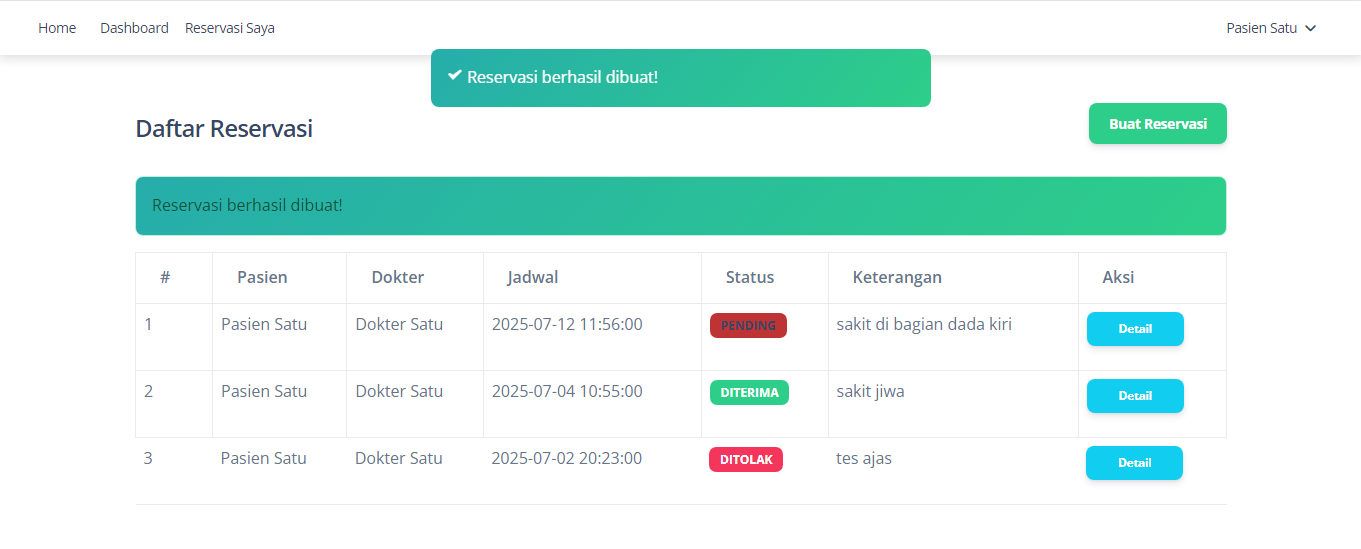 Home Dashboard Reservasi Saya Pasien Satu
Reservasi berhasil dibuat!
Daftar Reservasi
Buat Reservasi
Reservasi berhasil dibuat!
# Pasien Dokter Jadwal Status Keterangan Aksi
1 Pasien Satu Dokter Satu 2025-07-12 11:56:00 PENDING sakit di bagian dada kiri Detail
2 Pasien Satu Dokter Satu 2025-07-04 10:55:00 DITERIMA sakit jiwa Detail
3 Pasien Satu Dokter Satu 2025-07-02 20:23:00 DITOLAK tes ajas Detail